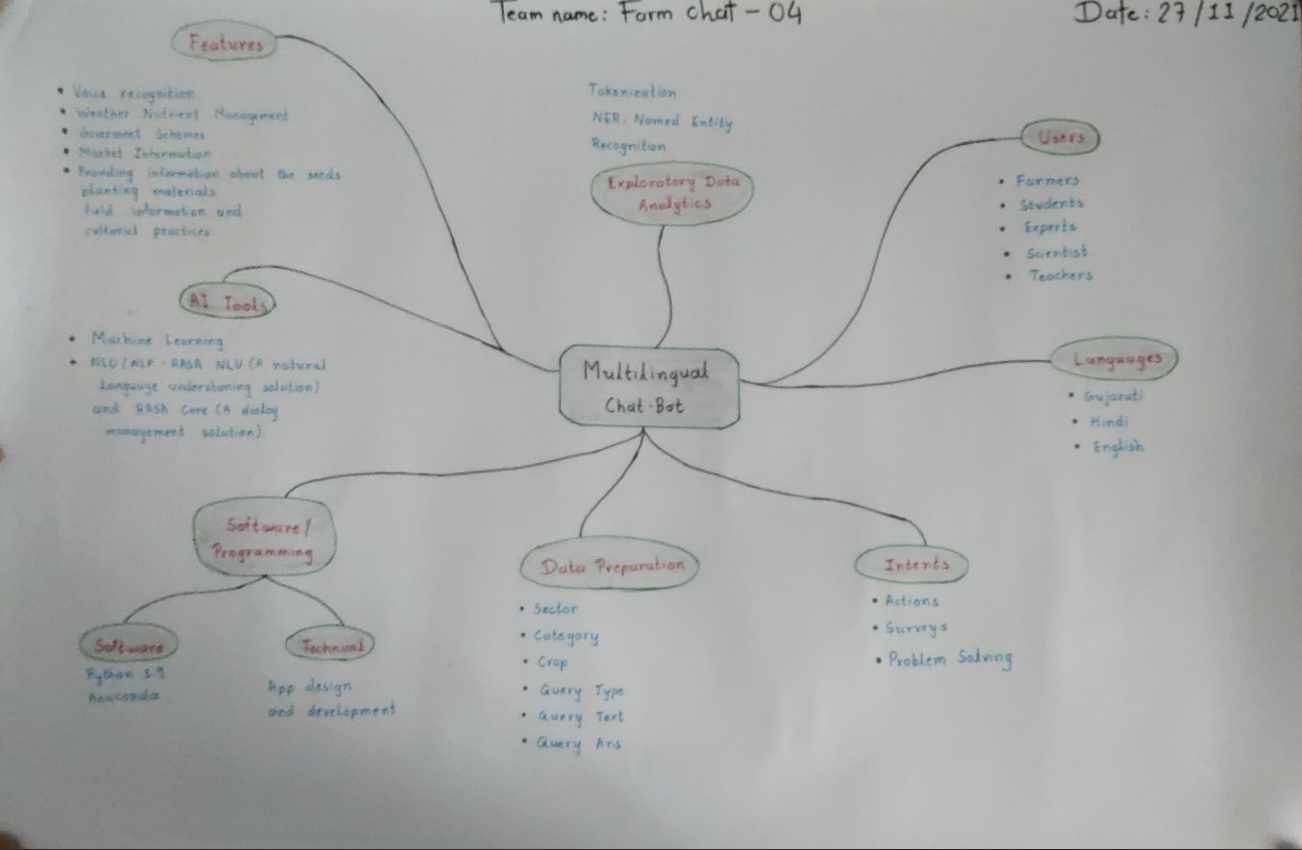 Team name: Farm chat - 04
Date: 27/11/2021
Features
• Voice recognition
• Weather Nutrient Management
• Goverment Schemes
• Market Information
• Providing information about the seeds
planting materials
field information and
cultural practices
Tokenization
NER: Named Entity
Recognition
Exploratory Data
Analytics
Users
• Farmers
• Students
• Experts
• Scientist
• Teachers
AI Tools
• Machine Learning
• NLU/NLP - RASA NLU (A natural
language understaning solution)
and RASA Core (A dialog
management solution)
Multilingual
Chat-Bot
Languages
• Gujarati
• Hindi
• English
Software/
Programming
Software
Python
Anaconda
Technical
App design
and development
Data Preparation
• Sector
• Category
• Crop
• Query Type
• Query Text
• Query Ans
Intents
• Actions
• Surveys
• Problem Solving